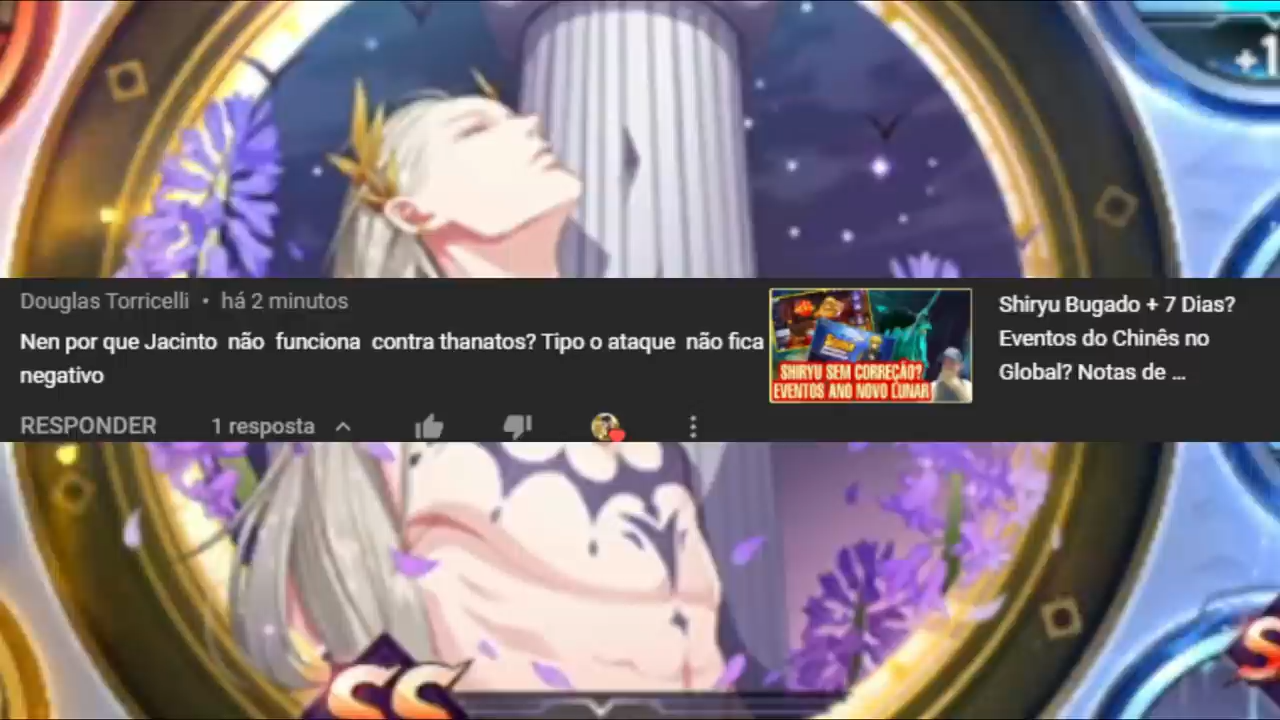 +1
Douglas Torricelli • há 2 minutos
Nen por que Jacinto não funciona contra thanatos? Tipo o ataque não fica
negativo
RESPONDER 1 resposta
SHIRYU SEM CORREÇÃO?
EVENTOS ANO NOVO LUNAR
Shiryu Bugado + 7 Dias?
Eventos do Chinês no
Global? Notas de ...
SS
S